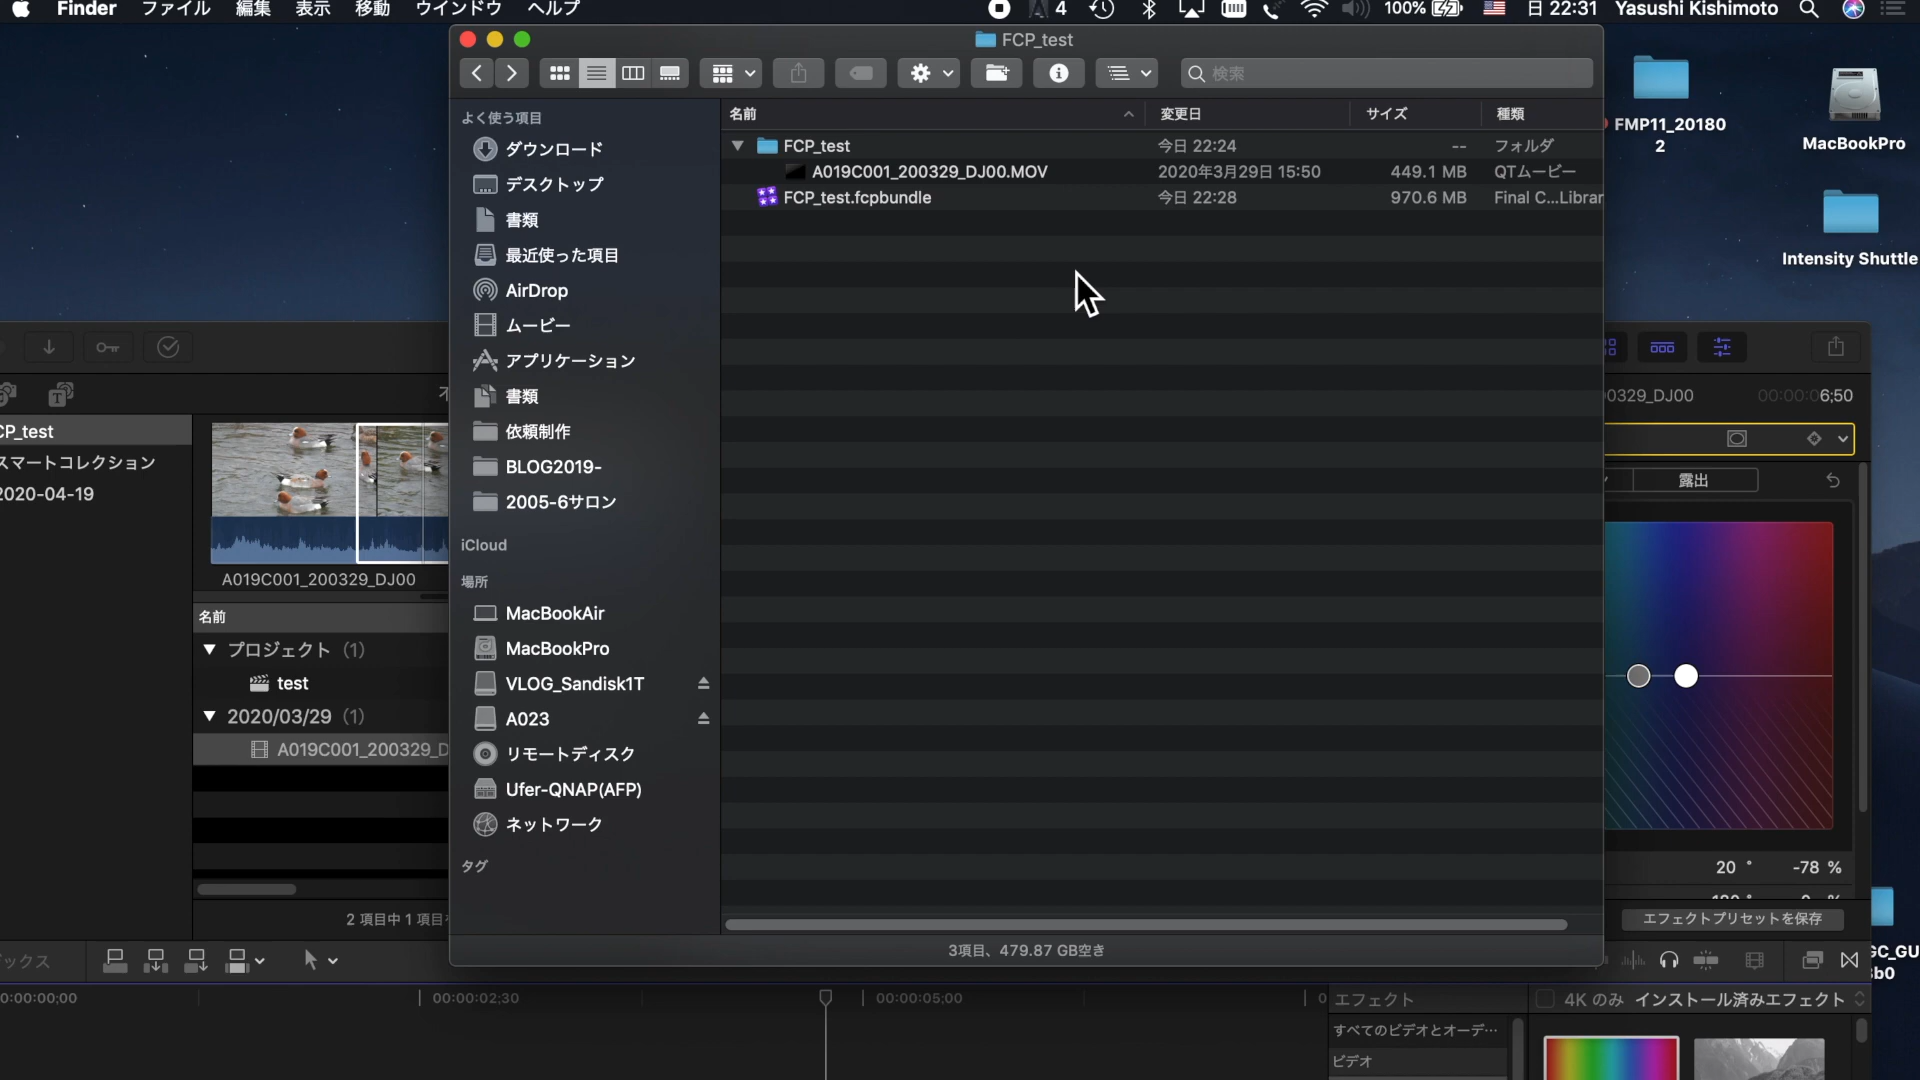 Finder ファイル 編集 表示 移動 ウインドウ ヘルプ 4 100% 日 22:31 Yasushi Kishimoto
FCP_test
検索
よく使う項目
ダウンロード
デスクトップ
書類
最近使った項目
AirDrop
ムービー
アプリケーション
書類
依頼制作
BLOG2019-
2005-6サロン
iCloud
場所
MacBookAir
MacBookPro
VLOG_Sandisk1T
A023
リモートディスク
Ufer-QNAP(AFP)
ネットワーク
タグ
名前 変更日 サイズ 種類
FCP_test 今日 22:24 -- フォルダ
A019C001_200329_DJ00.MOV 2020年3月29日 15:50 449.1 MB QTムービー
FCP_test.fcpbundle 今日 22:28 970.6 MB Final C...Librar
3項目、479.87 GB空き
FMP11_20180
2
MacBookPro
Intensity Shuttle
CP_test
スマートコレクション
2020-04-19
A019C001_200329_DJ00
名前
プロジェクト (1)
test
2020/03/29 (1)
A019C001_200329_D
2 項目中 1 項目
0329_DJ00 00:00:06;50
露出
20 ° -78 %
エフェクトプリセットを保存
GC_GU
3b0
ックス
0:00:00;00 00:00:02;30 00:00:05;00 0
エフェクト 4K のみ インストール済みエフェクト
すべてのビデオとオーデ…
ビデオ